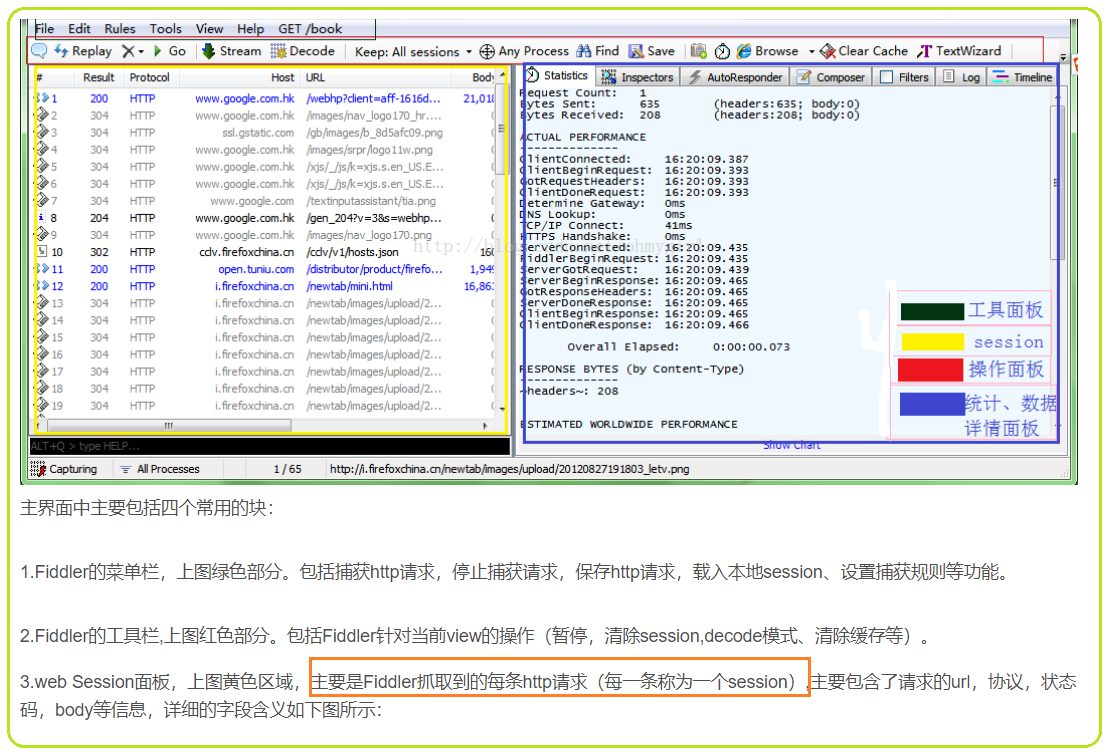 File Edit Rules Tools View Help GET /book
Replay Go Stream Decode Keep: All sessions Any Process Find Save Browse Clear Cache TextWizard
# Result Protocol Host URL Body
1 200 HTTP www.google.com.hk /webhp?client=aff-1616d... 21,018
2 304 HTTP www.google.com.hk /images/nav_logo170_hr....
3 304 HTTP ssl.gstatic.com /gb/images/b_8d5afc09.png
4 304 HTTP www.google.com.hk /images/srpr/logo11w.png
5 304 HTTP www.google.com.hk /xjs/_/js/k=xjs.s.en_US.E...
6 304 HTTP www.google.com.hk /xjs/_/js/k=xjs.s.en_US.E...
7 304 HTTP www.google.com /textinputassistant/tia.png
8 204 HTTP www.google.com.hk /gen_204?v=3&s=webhp...
9 304 HTTP www.google.com.hk /images/nav_logo170.png
10 302 HTTP cdv.firefoxchina.cn /cdv/v1/hosts.json 160
11 200 HTTP open.tuniu.com /distributor/product/firefo... 1,949
12 200 HTTP i.firefoxchina.cn /newtab/mini.html 16,863
13 304 HTTP i.firefoxchina.cn /newtab/images/upload/2...
14 304 HTTP i.firefoxchina.cn /newtab/images/upload/2...
15 304 HTTP i.firefoxchina.cn /newtab/images/upload/2...
16 304 HTTP i.firefoxchina.cn /newtab/images/upload/2...
17 304 HTTP i.firefoxchina.cn /newtab/images/upload/2...
18 304 HTTP i.firefoxchina.cn /newtab/images/upload/2...
19 304 HTTP i.firefoxchina.cn /newtab/images/upload/2...
ALT+Q > type HELP...
Statistics Inspectors AutoResponder Composer Filters Log Timeline
Request Count: 1
Bytes Sent: 635 (headers:635; body:0)
Bytes Received: 208 (headers:208; body:0)
ACTUAL PERFORMANCE
--------------
ClientConnected: 16:20:09.387
ClientBeginRequest: 16:20:09.393
GotRequestHeaders: 16:20:09.393
ClientDoneRequest: 16:20:09.393
Determine Gateway: 0ms
DNS Lookup: 0ms
TCP/IP Connect: 41ms
HTTPS Handshake: 0ms
ServerConnected: 16:20:09.435
FiddlerBeginRequest: 16:20:09.435
ServerGotRequest: 16:20:09.439
ServerBeginResponse: 16:20:09.465
GotResponseHeaders: 16:20:09.465
ServerDoneResponse: 16:20:09.465
ClientBeginResponse: 16:20:09.465
ClientDoneResponse: 16:20:09.466
Overall Elapsed: 0:00:00.073
RESPONSE BYTES (by Content-Type)
--------------
~headers~: 208
ESTIMATED WORLDWIDE PERFORMANCE
Show Chart
工具面板
session
操作面板
统计、数据
详情面板
Capturing All Processes 1 / 65 http://i.firefoxchina.cn/newtab/images/upload/20120827191803_letv.png
主界面中主要包括四个常用的块：
1.Fiddler的菜单栏，上图绿色部分。包括捕获http请求，停止捕获请求，保存http请求，载入本地session、设置捕获规则等功能。
2.Fiddler的工具栏,上图红色部分。包括Fiddler针对当前view的操作（暂停，清除session,decode模式、清除缓存等）。
3.web Session面板，上图黄色区域，主要是Fiddler抓取到的每条http请求（每一条称为一个session）,主要包含了请求的url，协议，状态
码，body等信息，详细的字段含义如下图所示：